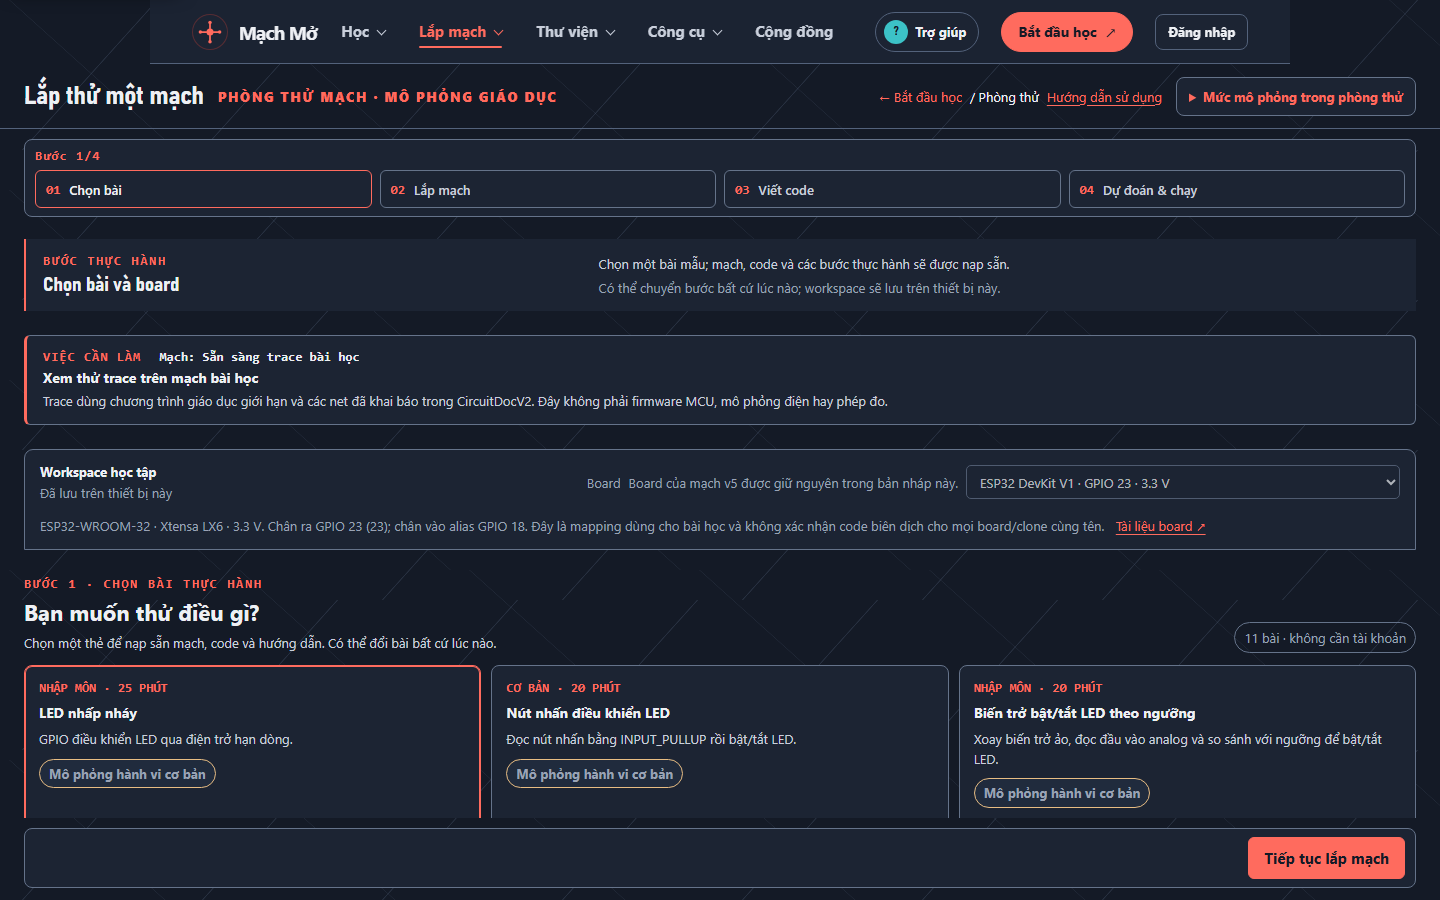 Mạch Mở
Học
Lắp mạch
Thư viện
Công cụ
Cộng đồng
? Trợ giúp
Bắt đầu học ↗
Đăng nhập
Lắp thử một mạch
PHÒNG THỬ MẠCH · MÔ PHỎNG GIÁO DỤC
← Bắt đầu học / Phòng thử Hướng dẫn sử dụng
▶ Mức mô phỏng trong phòng thử
Bước 1/4
01 Chọn bài
02 Lắp mạch
03 Viết code
04 Dự đoán & chạy
BƯỚC THỰC HÀNH
Chọn bài và board
Chọn một bài mẫu; mạch, code và các bước thực hành sẽ được nạp sẵn.
Có thể chuyển bước bất cứ lúc nào; workspace sẽ lưu trên thiết bị này.
VIỆC CẦN LÀM Mạch: Sẵn sàng trace bài học
Xem thử trace trên mạch bài học
Trace dùng chương trình giáo dục giới hạn và các net đã khai báo trong CircuitDocV2. Đây không phải firmware MCU, mô phỏng điện hay phép đo.
Workspace học tập
Đã lưu trên thiết bị này
Board Board của mạch v5 được giữ nguyên trong bản nháp này.
ESP32 DevKit V1 · GPIO 23 · 3.3 V
ESP32-WROOM-32 · Xtensa LX6 · 3.3 V. Chân ra GPIO 23 (23); chân vào alias GPIO 18. Đây là mapping dùng cho bài học và không xác nhận code biên dịch cho mọi board/clone cùng tên. Tài liệu board ↗
BƯỚC 1 · CHỌN BÀI THỰC HÀNH
Bạn muốn thử điều gì?
Chọn một thẻ để nạp sẵn mạch, code và hướng dẫn. Có thể đổi bài bất cứ lúc nào.
11 bài · không cần tài khoản
NHẬP MÔN · 25 PHÚT
LED nhấp nháy
GPIO điều khiển LED qua điện trở hạn dòng.
Mô phỏng hành vi cơ bản
CƠ BẢN · 20 PHÚT
Nút nhấn điều khiển LED
Đọc nút nhấn bằng INPUT_PULLUP rồi bật/tắt LED.
Mô phỏng hành vi cơ bản
NHẬP MÔN · 20 PHÚT
Biến trở bật/tắt LED theo ngưỡng
Xoay biến trở ảo, đọc đầu vào analog và so sánh với ngưỡng để bật/tắt
LED.
Mô phỏng hành vi cơ bản
Tiếp tục lắp mạch